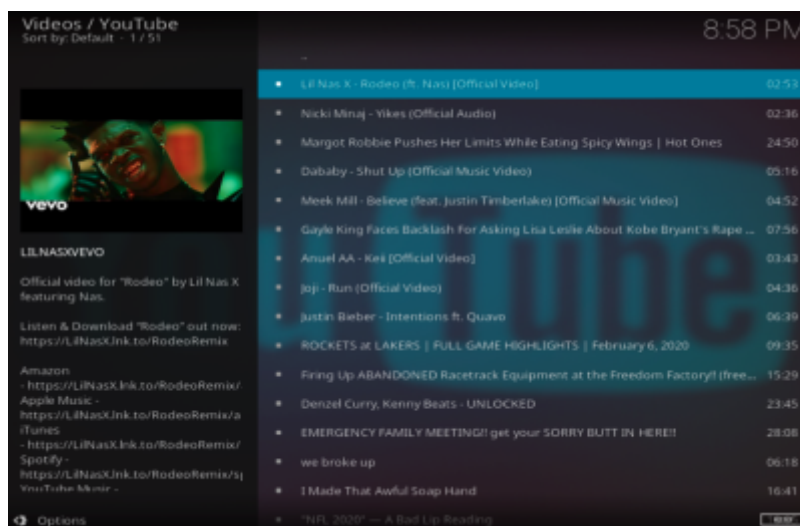 Videos / YouTube
Sort by: Default · 1 / 51
8:58 PM
..
Lil Nas X - Rodeo (ft. Nas) [Official Video] 02:53
Nicki Minaj - Yikes (Official Audio) 02:36
Margot Robbie Pushes Her Limits While Eating Spicy Wings | Hot Ones 24:50
Dababy - Shut Up (Official Music Video) 05:16
Meek Mill - Believe (feat. Justin Timberlake) [Official Music Video] 04:52
Gayle King Faces Backlash For Asking Lisa Leslie About Kobe Bryant's Rape ... 07:56
Anuel AA - Keii [Official Video] 03:43
Joji - Run (Official Video) 04:36
Justin Bieber - Intentions ft. Quavo 06:39
ROCKETS at LAKERS | FULL GAME HIGHLIGHTS | February 6, 2020 09:35
Firing Up ABANDONED Racetrack Equipment at the Freedom Factory!! (free... 15:29
Denzel Curry, Kenny Beats - UNLOCKED 23:45
EMERGENCY FAMILY MEETING!! get your SORRY BUTT IN HERE!! 28:08
we broke up 06:18
I Made That Awful Soap Hand 16:41
"NFL 2020" — A Bad Lip Reading
vevo
LILNASXVEVO
Official video for "Rodeo" by Lil Nas X
featuring Nas.
Listen & Download "Rodeo" out now:
https://LilNasX.lnk.to/RodeoRemix
Amazon
- https://LilNasX.lnk.to/RodeoRemix/
Apple Music -
https://LilNasX.lnk.to/RodeoRemix/a
iTunes
- https://LilNasX.lnk.to/RodeoRemix/
Spotify -
https://LilNasX.lnk.to/RodeoRemix/sp
YouTube Music -
Options
You Tube